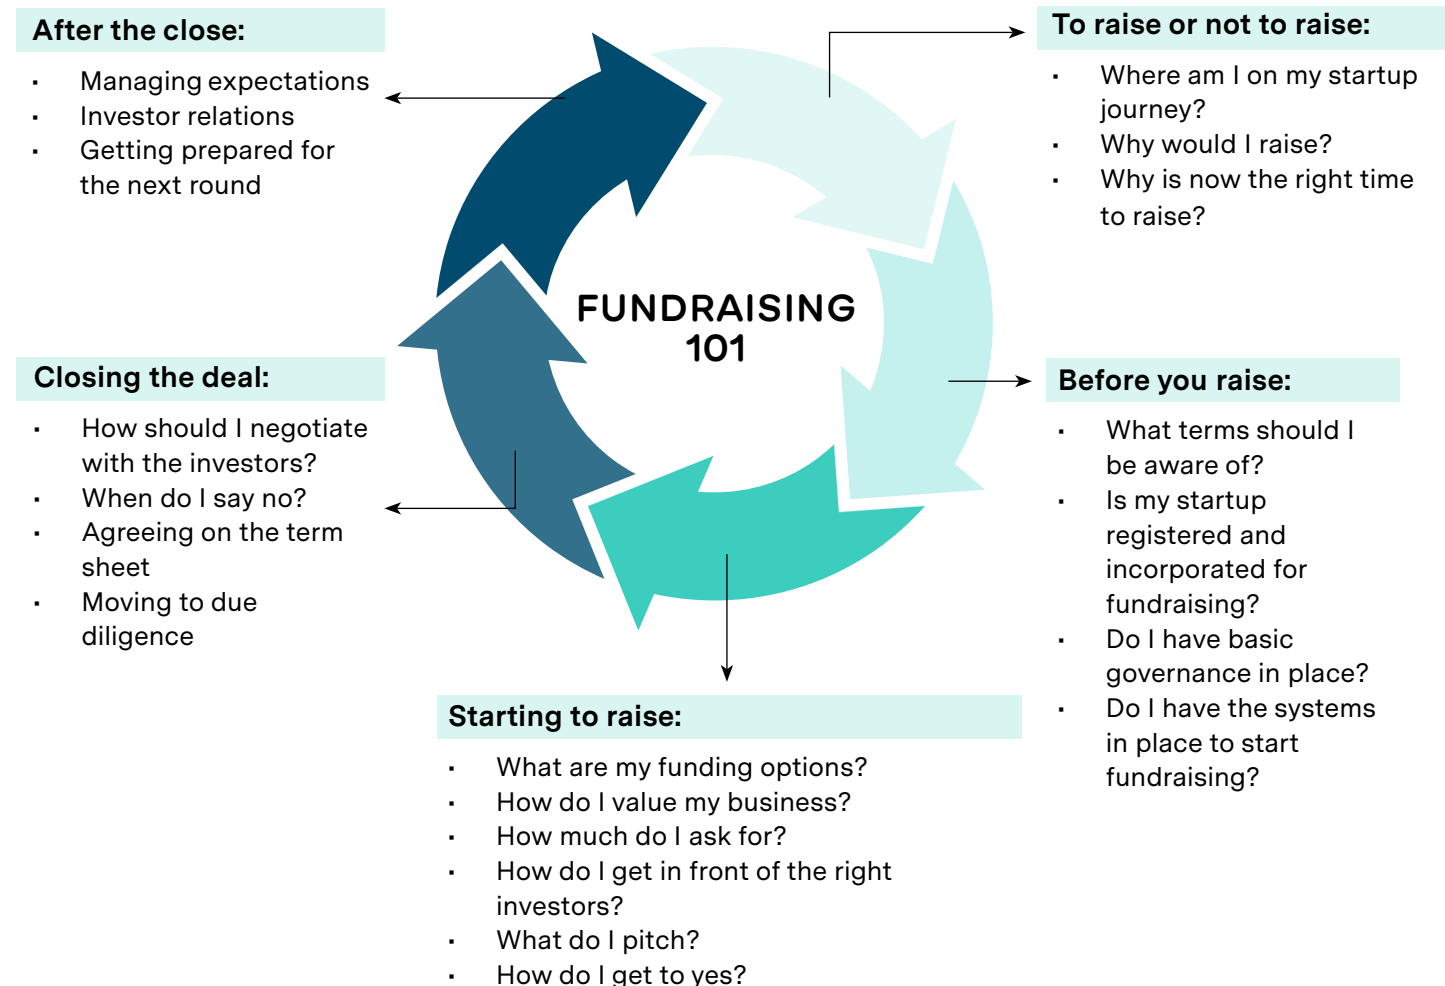 After the close:
· Managing expectations
· Investor relations
· Getting prepared for
the next round
To raise or not to raise:
· Where am I on my startup
journey?
· Why would I raise?
· Why is now the right time
to raise?
FUNDRAISING
101
Closing the deal:
· How should I negotiate
with the investors?
· When do I say no?
· Agreeing on the term
sheet
· Moving to due
diligence
Before you raise:
· What terms should I
be aware of?
· Is my startup
registered and
incorporated for
fundraising?
· Do I have basic
governance in place?
· Do I have the systems
in place to start
fundraising?
Starting to raise:
· What are my funding options?
· How do I value my business?
· How much do I ask for?
· How do I get in front of the right
investors?
· What do I pitch?
· How do I get to yes?